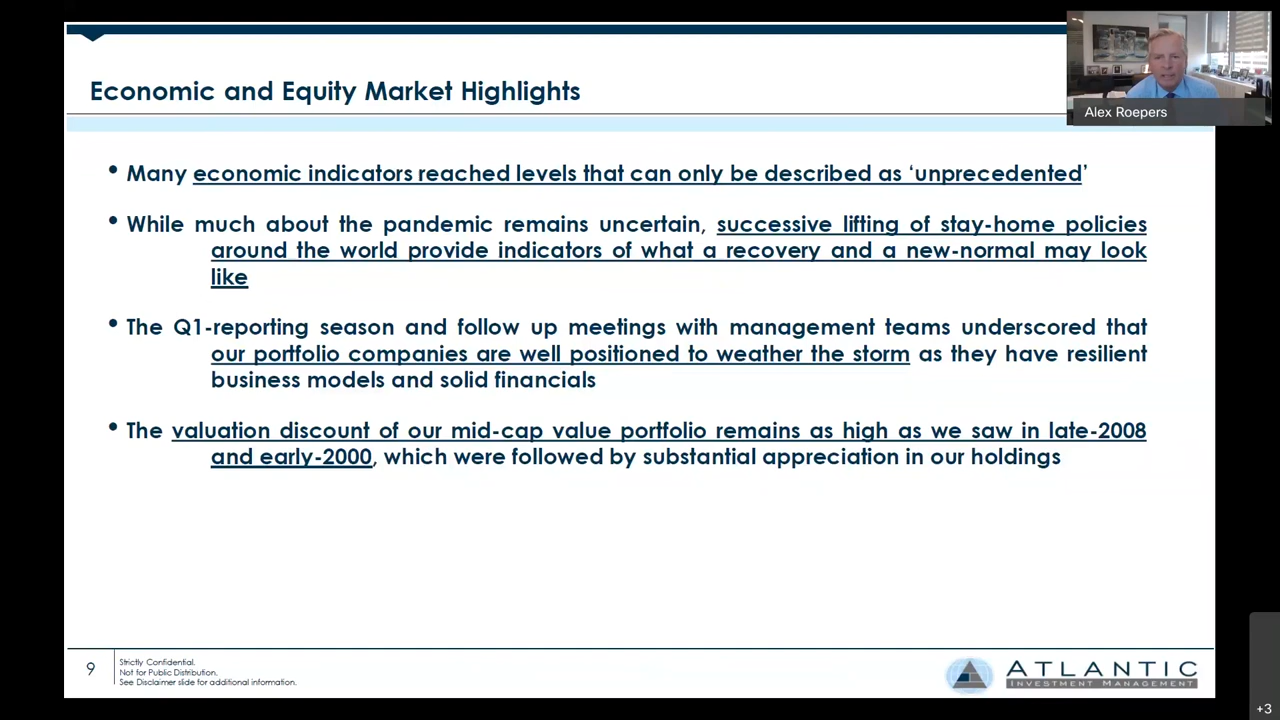 Economic and Equity Market Highlights
Alex Roepers
• Many economic indicators reached levels that can only be described as ‘unprecedented’
• While much about the pandemic remains uncertain, successive lifting of stay-home policies
around the world provide indicators of what a recovery and a new-normal may look
like
• The Q1-reporting season and follow up meetings with management teams underscored that
our portfolio companies are well positioned to weather the storm as they have resilient
business models and solid financials
• The valuation discount of our mid-cap value portfolio remains as high as we saw in late-2008
and early-2000, which were followed by substantial appreciation in our holdings
9
Strictly Confidential.
Not for Public Distribution.
See Disclaimer slide for additional information.
ATLANTIC
INVESTMENT MANAGEMENT
+3